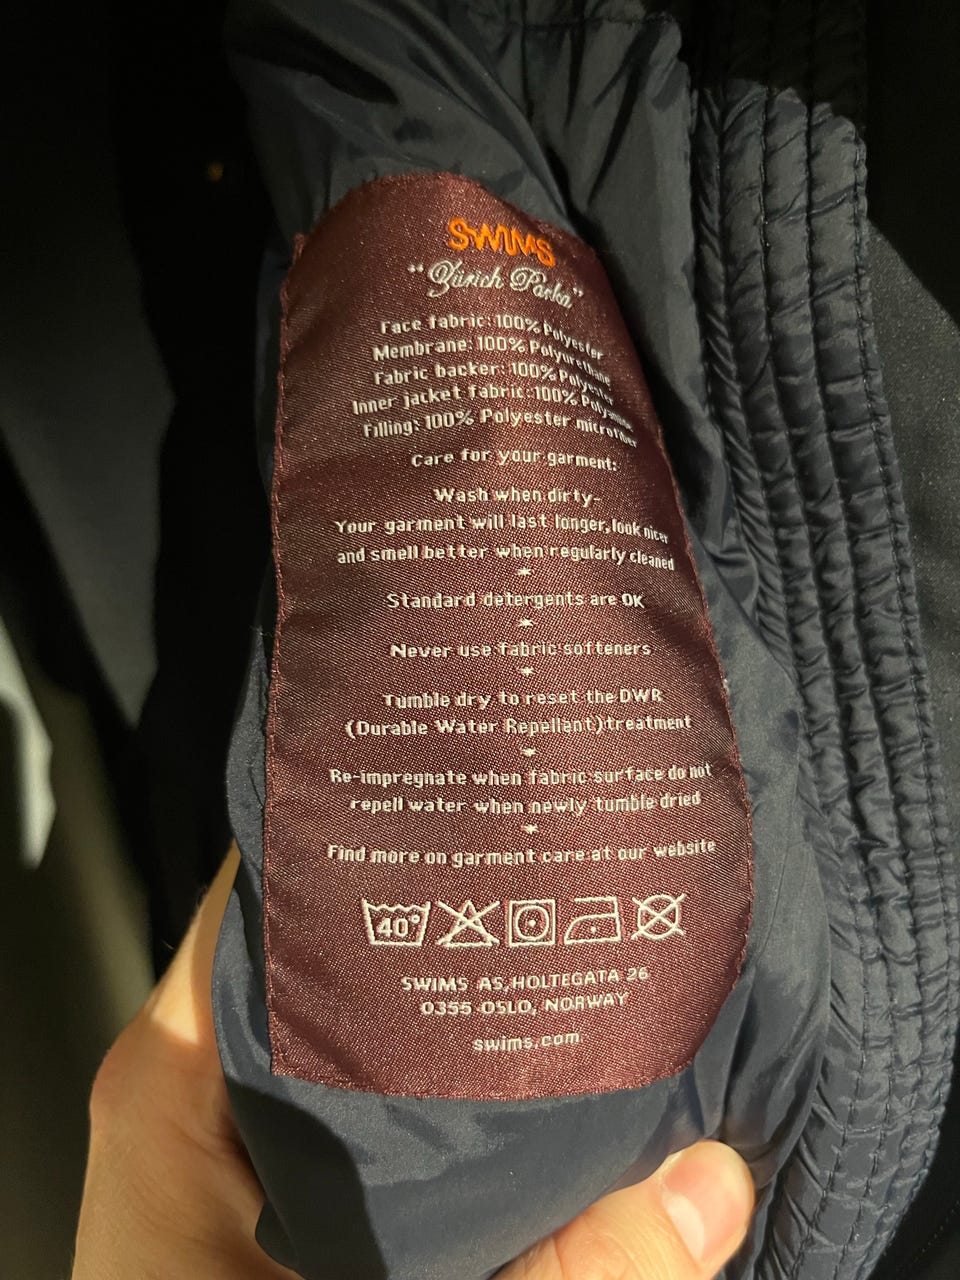 SWIMS
"Zürich Parka"
Face fabric: 100% Polyester
Membrane: 100% Polyurethane
Fabric backer: 100% Polyester
Inner jacket fabric: 100% Polyamide
Filling: 100% Polyester microfiber
Care for your garment:
Wash when dirty-
Your garment will last longer, look nicer
and smell better when regularly cleaned
Standard detergents are OK
Never use fabric softeners
Tumble dry to reset the DWR
(Durable Water Repellant) treatment
Re-impregnate when fabric surface do not
repell water when newly tumble dried
Find more on garment care at our website
40°
SWIMS AS, HOLTEGATA 26
0355 OSLO, NORWAY
swims.com